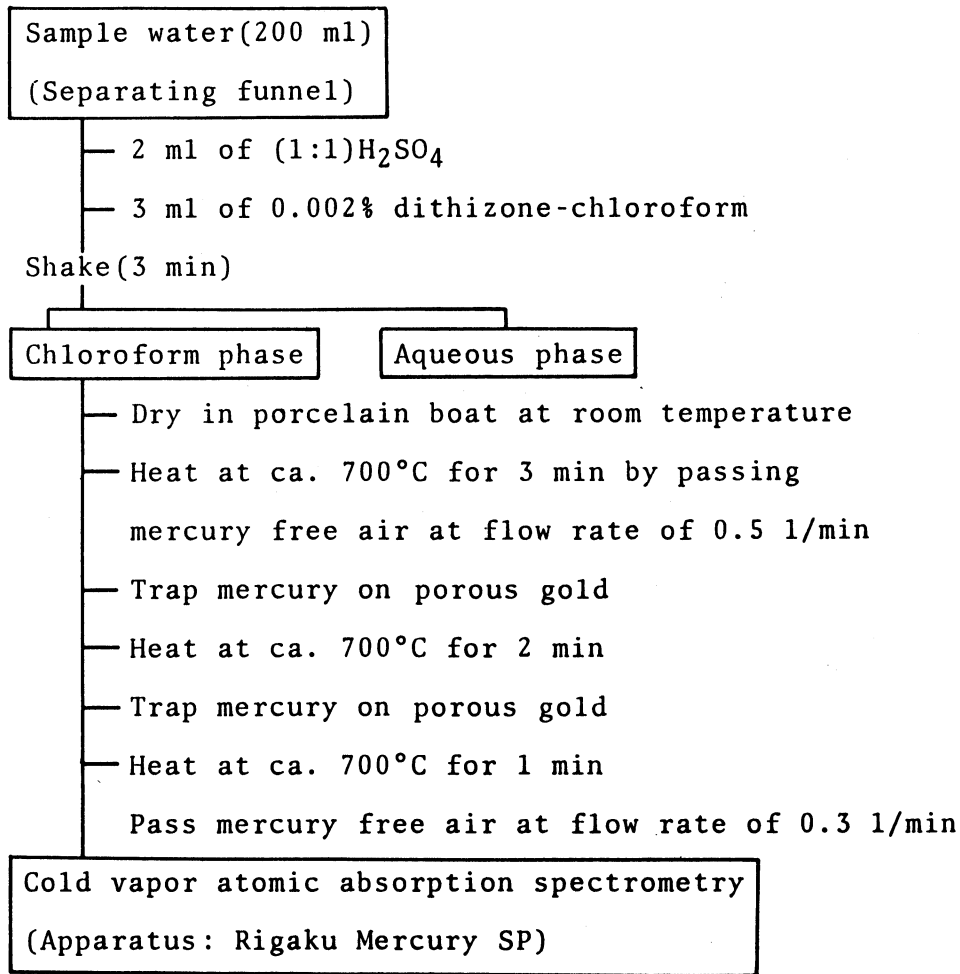 Sample water(200 ml)
(Separating funnel)
2 ml of (1:1)H₂SO₄
3 ml of 0.002% dithizone-chloroform
Shake(3 min)
Chloroform phase
Aqueous phase
Dry in porcelain boat at room temperature
Heat at ca. 700°C for 3 min by passing
mercury free air at flow rate of 0.5 l/min
Trap mercury on porous gold
Heat at ca. 700°C for 2 min
Trap mercury on porous gold
Heat at ca. 700°C for 1 min
Pass mercury free air at flow rate of 0.3 l/min
Cold vapor atomic absorption spectrometry
(Apparatus: Rigaku Mercury SP)